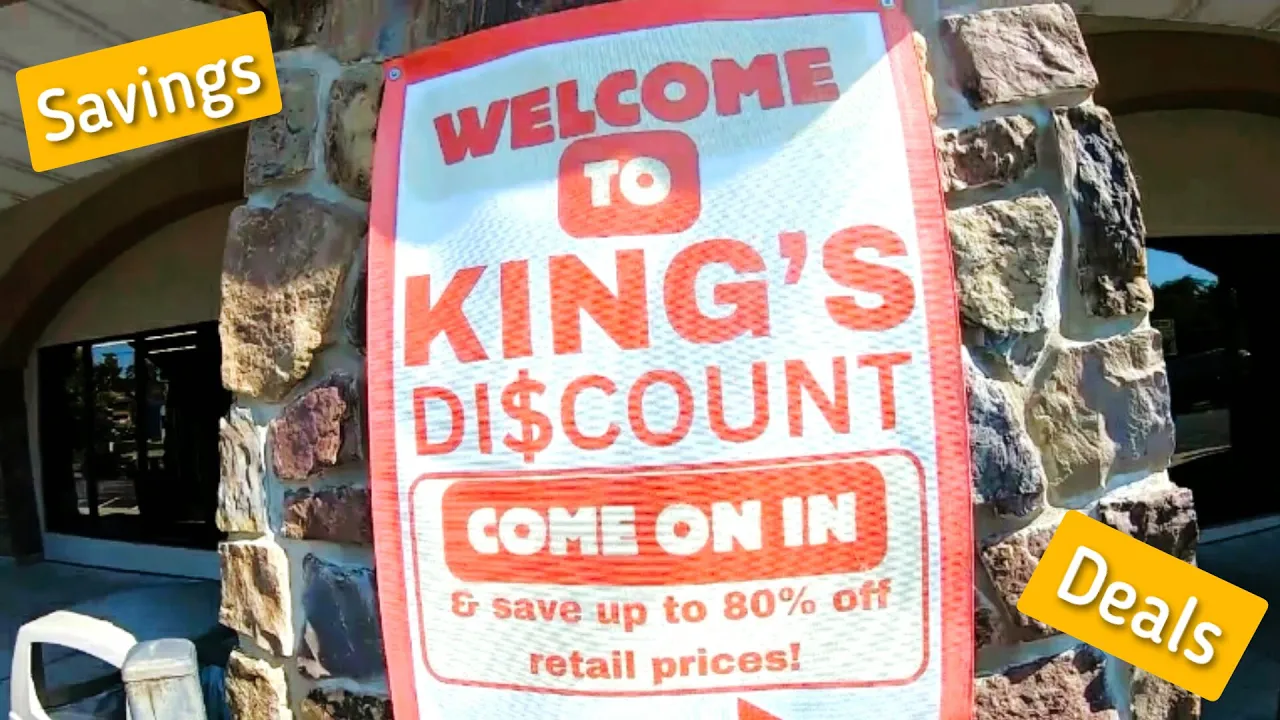 Savings
WELCOME
TO
KING'S
DI$COUNT
COME ON IN
& save up to 80% off
retail prices!
Deals